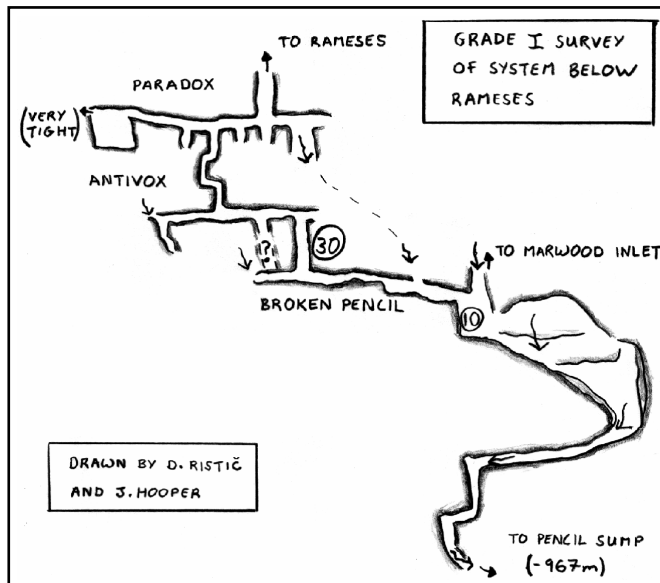 TO RAMESES
GRADE I SURVEY
OF SYSTEM BELOW
RAMESES
PARADOX
(VERY
TIGHT)
ANTIVOX
30
?
TO MARWOOD INLET
BROKEN PENCIL
10
DRAWN BY D. RISTIČ
AND J. HOOPER
TO PENCIL SUMP
(-967m)